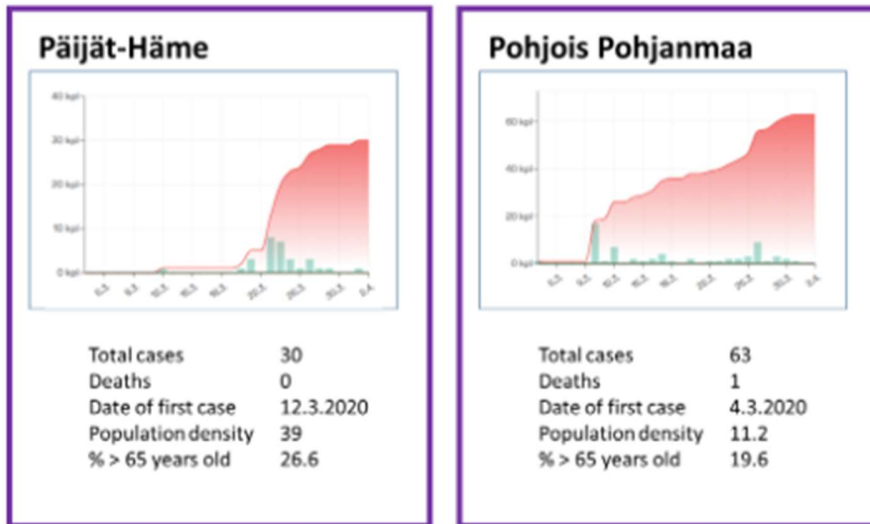 Päijät-Häme
40 kpl
30 kpl
20 kpl
10 kpl
0 kpl
Total cases 30
Deaths 0
Date of first case 12.3.2020
Population density 39
% > 65 years old 26.6
Pohjois Pohjanmaa
60 kpl
40 kpl
20 kpl
0 kpl
Total cases 63
Deaths 1
Date of first case 4.3.2020
Population density 11.2
% > 65 years old 19.6